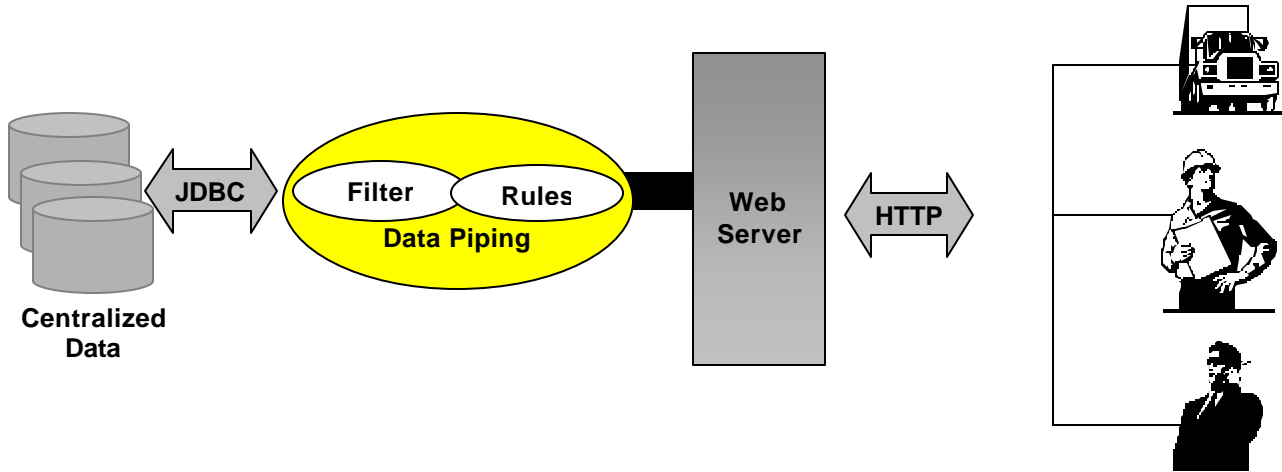 JDBC
Filter
Rules
Data Piping
Web
Server
HTTP
Centralized
Data